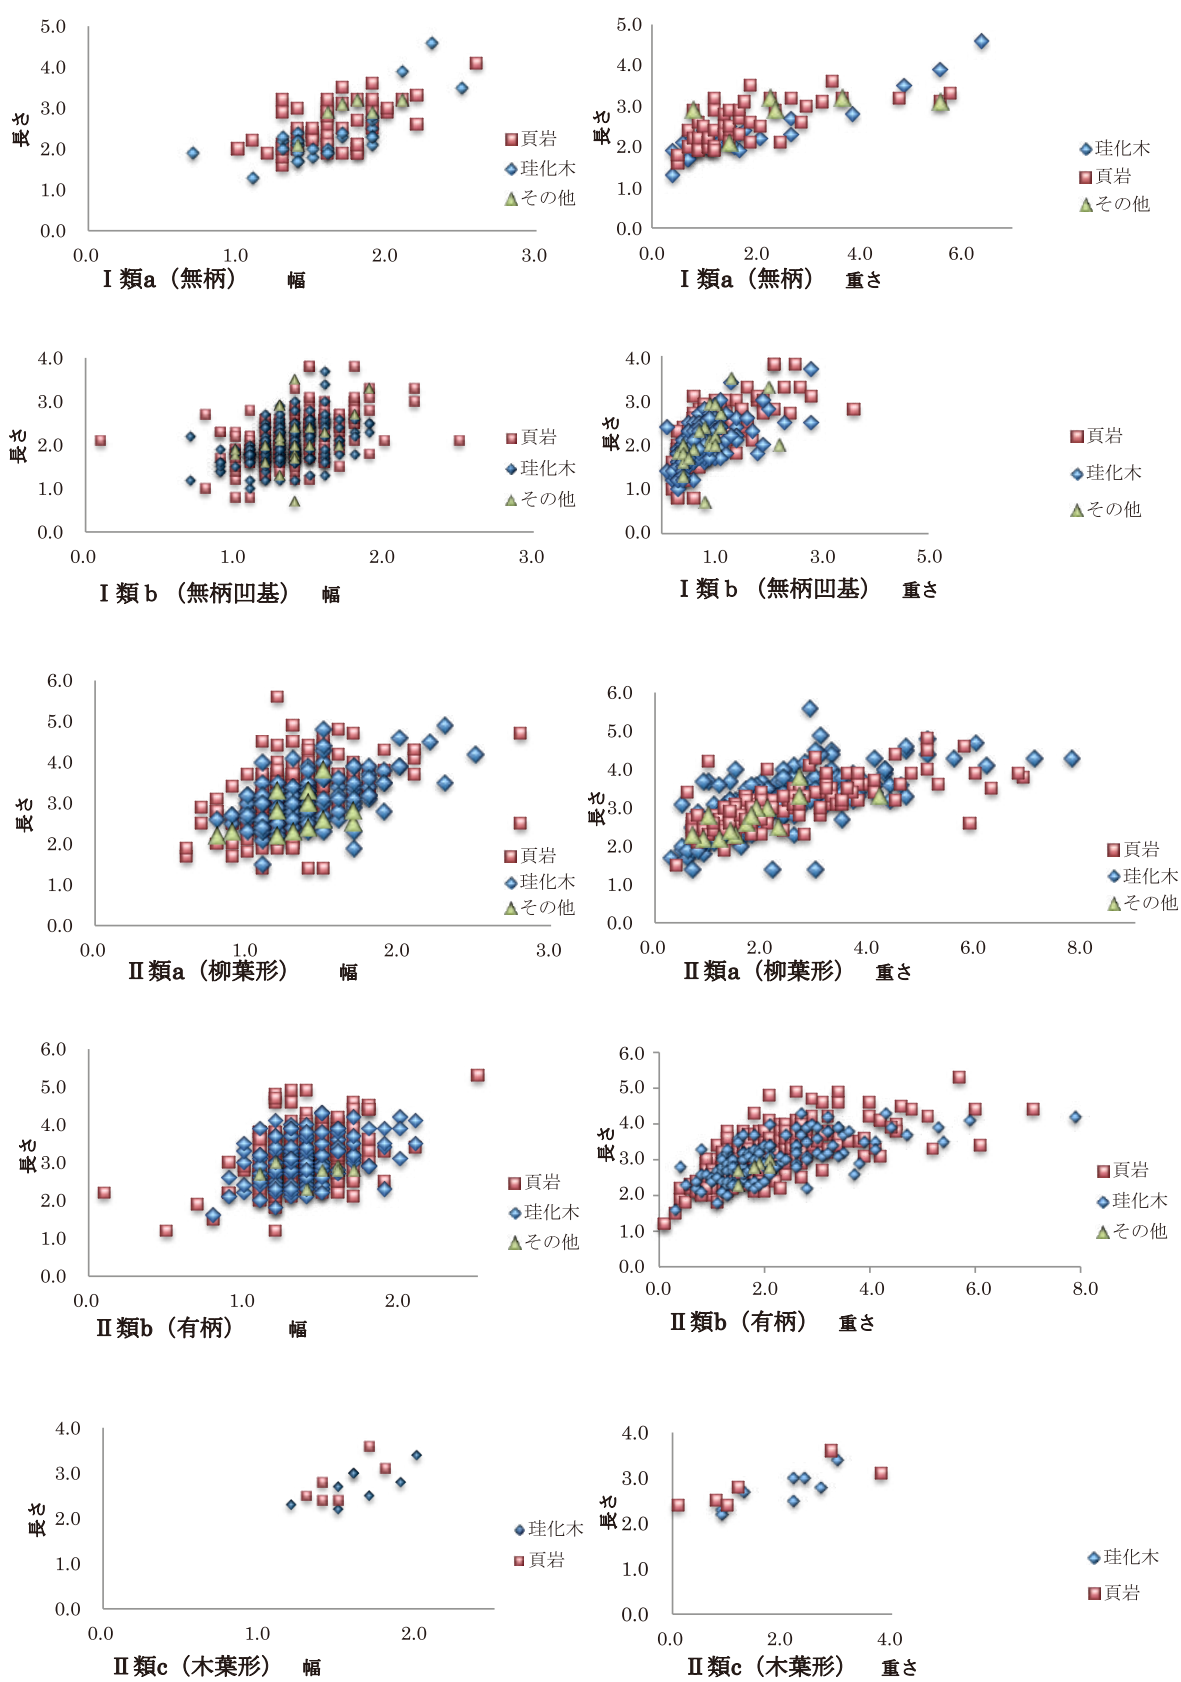 5.0
4.0
3.0
2.0
1.0
0.0
長さ
頁岩
珪化木
その他
0.0 1.0 2.0 3.0
Ⅰ類a（無柄） 幅
5.0
4.0
3.0
2.0
1.0
0.0
長さ
珪化木
頁岩
その他
0.0 2.0 4.0 6.0
Ⅰ類a（無柄） 重さ
4.0
3.0
2.0
1.0
0.0
長さ
頁岩
珪化木
その他
0.0 1.0 2.0 3.0
Ⅰ類ｂ（無柄凹基） 幅
4.0
3.0
2.0
1.0
0.0
長さ
頁岩
珪化木
その他
1.0 3.0 5.0
Ⅰ類ｂ（無柄凹基） 重さ
6.0
5.0
4.0
3.0
2.0
1.0
0.0
長さ
頁岩
珪化木
その他
0.0 1.0 2.0 3.0
Ⅱ類a（柳葉形） 幅
6.0
5.0
4.0
3.0
2.0
1.0
0.0
長さ
頁岩
珪化木
その他
0.0 2.0 4.0 6.0 8.0
Ⅱ類a（柳葉形） 重さ
6.0
5.0
4.0
3.0
2.0
1.0
0.0
長さ
頁岩
珪化木
その他
0.0 1.0 2.0
Ⅱ類b（有柄） 幅
6.0
5.0
4.0
3.0
2.0
1.0
0.0
長さ
頁岩
珪化木
その他
0.0 2.0 4.0 6.0 8.0
Ⅱ類b（有柄） 重さ
4.0
3.0
2.0
1.0
0.0
長さ
珪化木
頁岩
0.0 1.0 2.0
Ⅱ類c（木葉形） 幅
4.0
3.0
2.0
1.0
0.0
長さ
珪化木
頁岩
0.0 2.0 4.0
Ⅱ類c（木葉形） 重さ